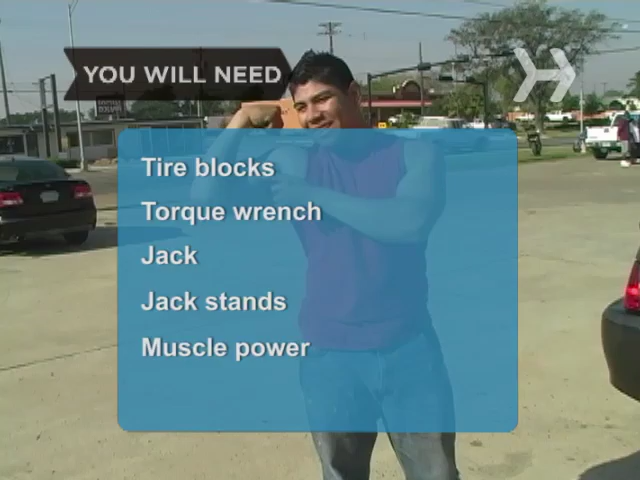 YOU WILL NEED
Tire blocks
Torque wrench
Jack
Jack stands
Muscle power